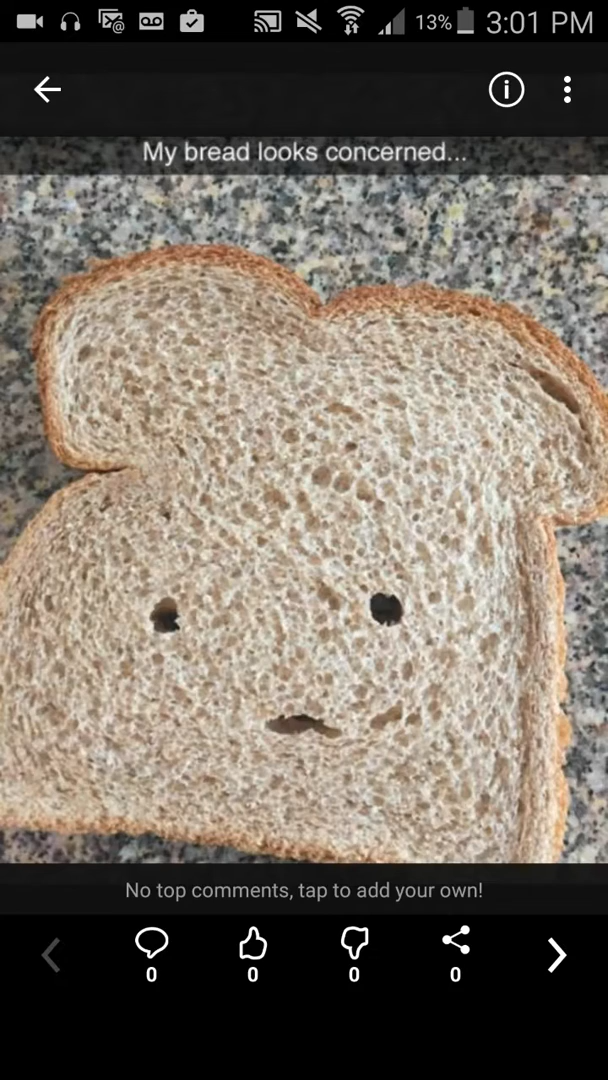 13% 3:01 PM
My bread looks concerned...
No top comments, tap to add your own!
0 0 0 0